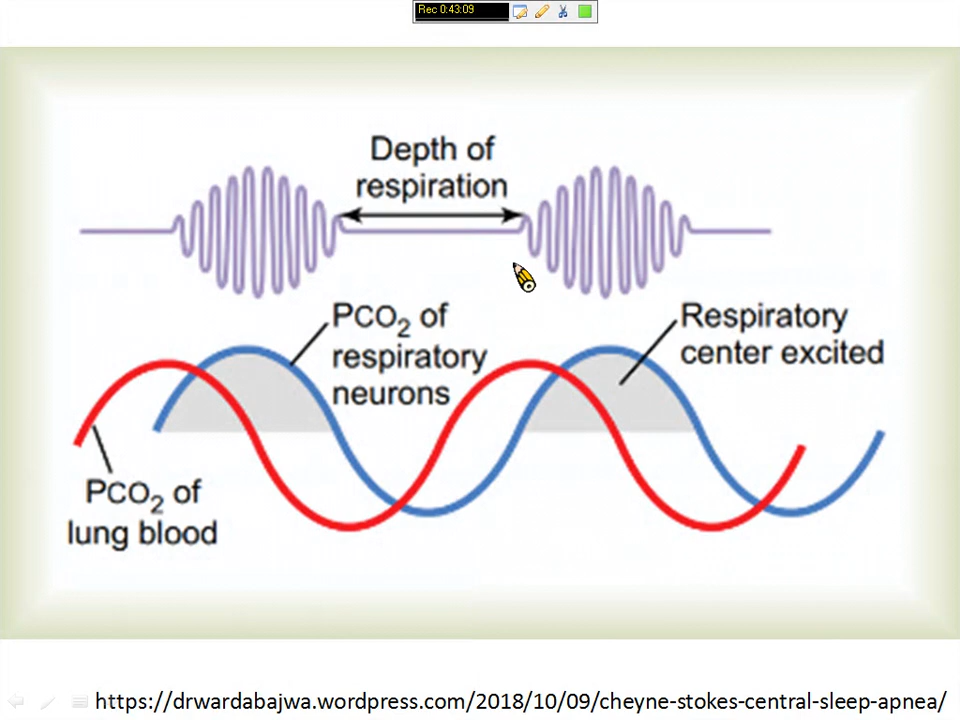 Rec 0:43:09
Depth of
respiration
PCO₂ of
respiratory
neurons
Respiratory
center excited
PCO₂ of
lung blood
https://drwardabajwa.wordpress.com/2018/10/09/cheyne-stokes-central-sleep-apnea/